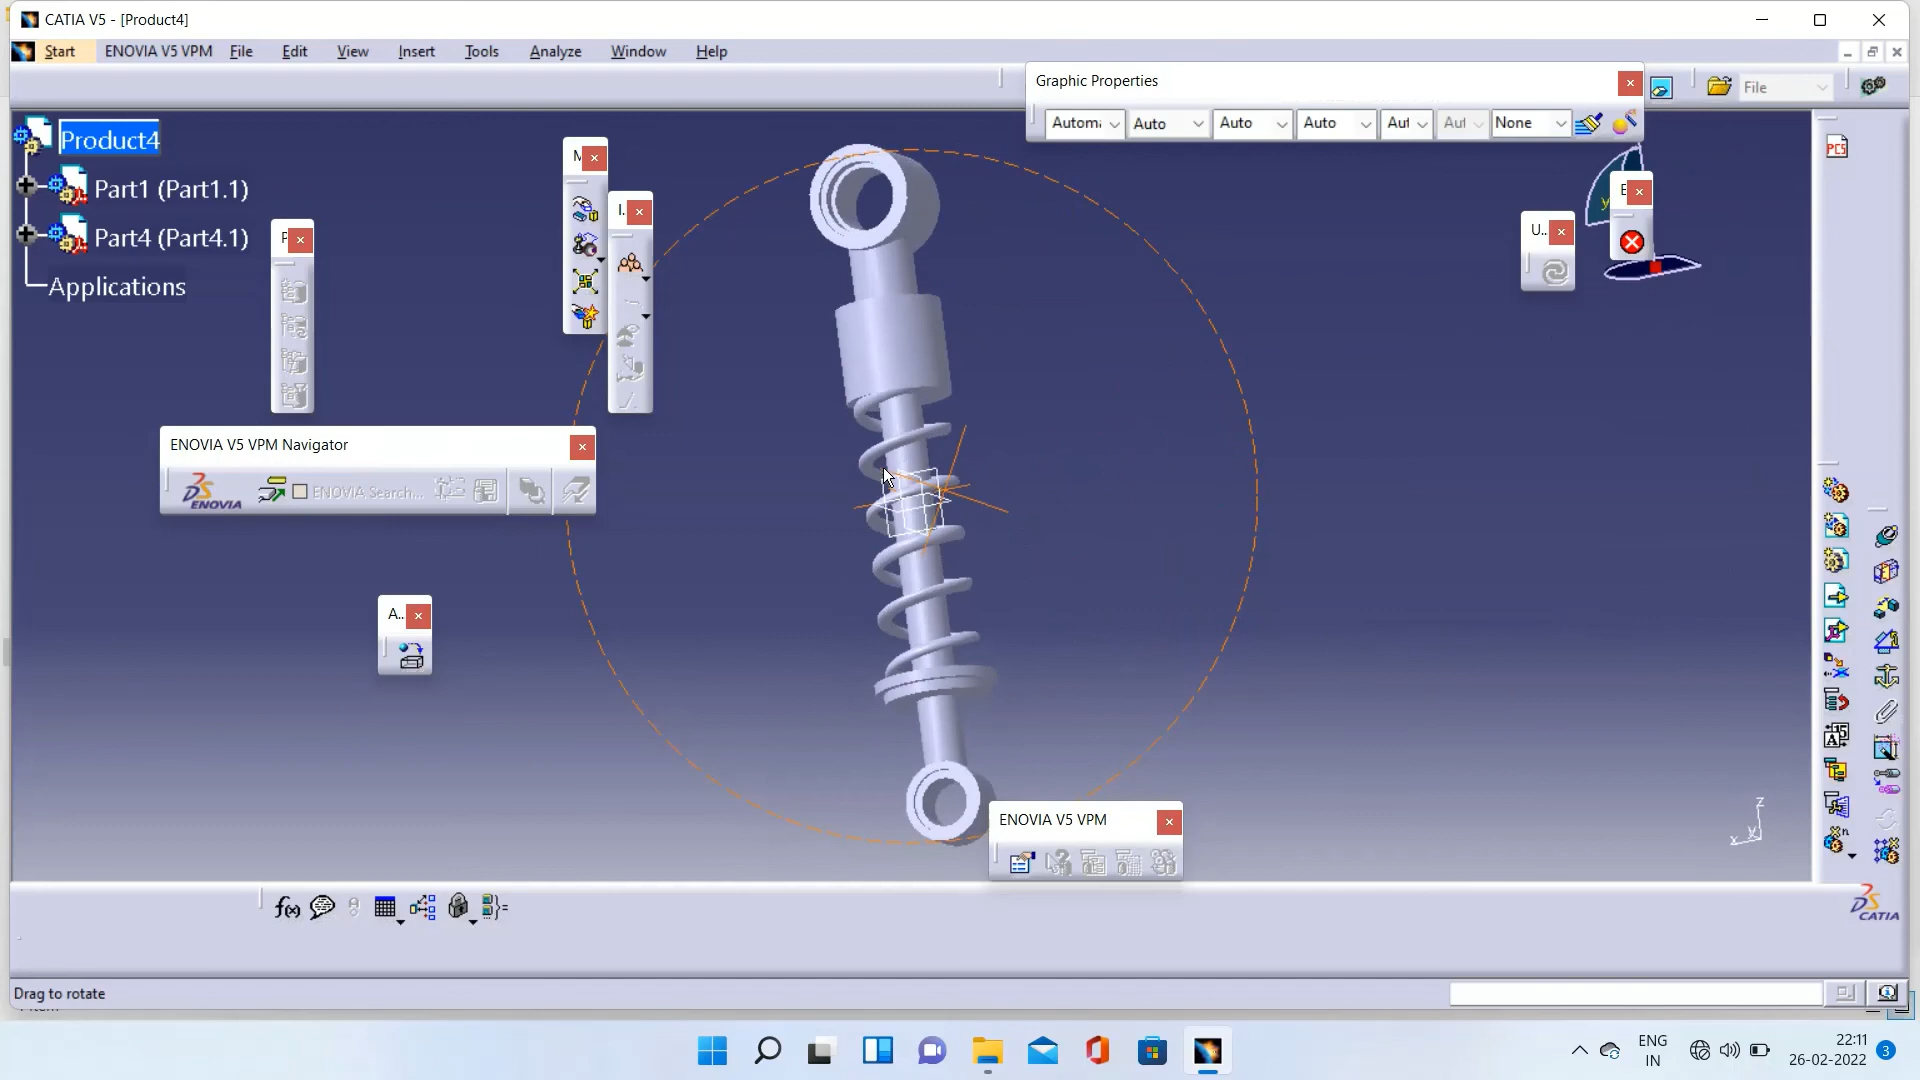 CATIA V5 - [Product4]
Start ENOVIA V5 VPM File Edit View Insert Tools Analyze Window Help
Graphic Properties
File
Auto Auto Auto None
Product4
Part1 (Part1.1)
Part4 (Part4.1)
Applications
P
M
I.
U..
E
y
PCS
ENOVIA V5 VPM Navigator
ENOVIA
ENOVIA Search...
A..
ENOVIA V5 VPM
z
x
y
f(x)
CATIA
Drag to rotate
ENG
IN
22:11
26-02-2022
3